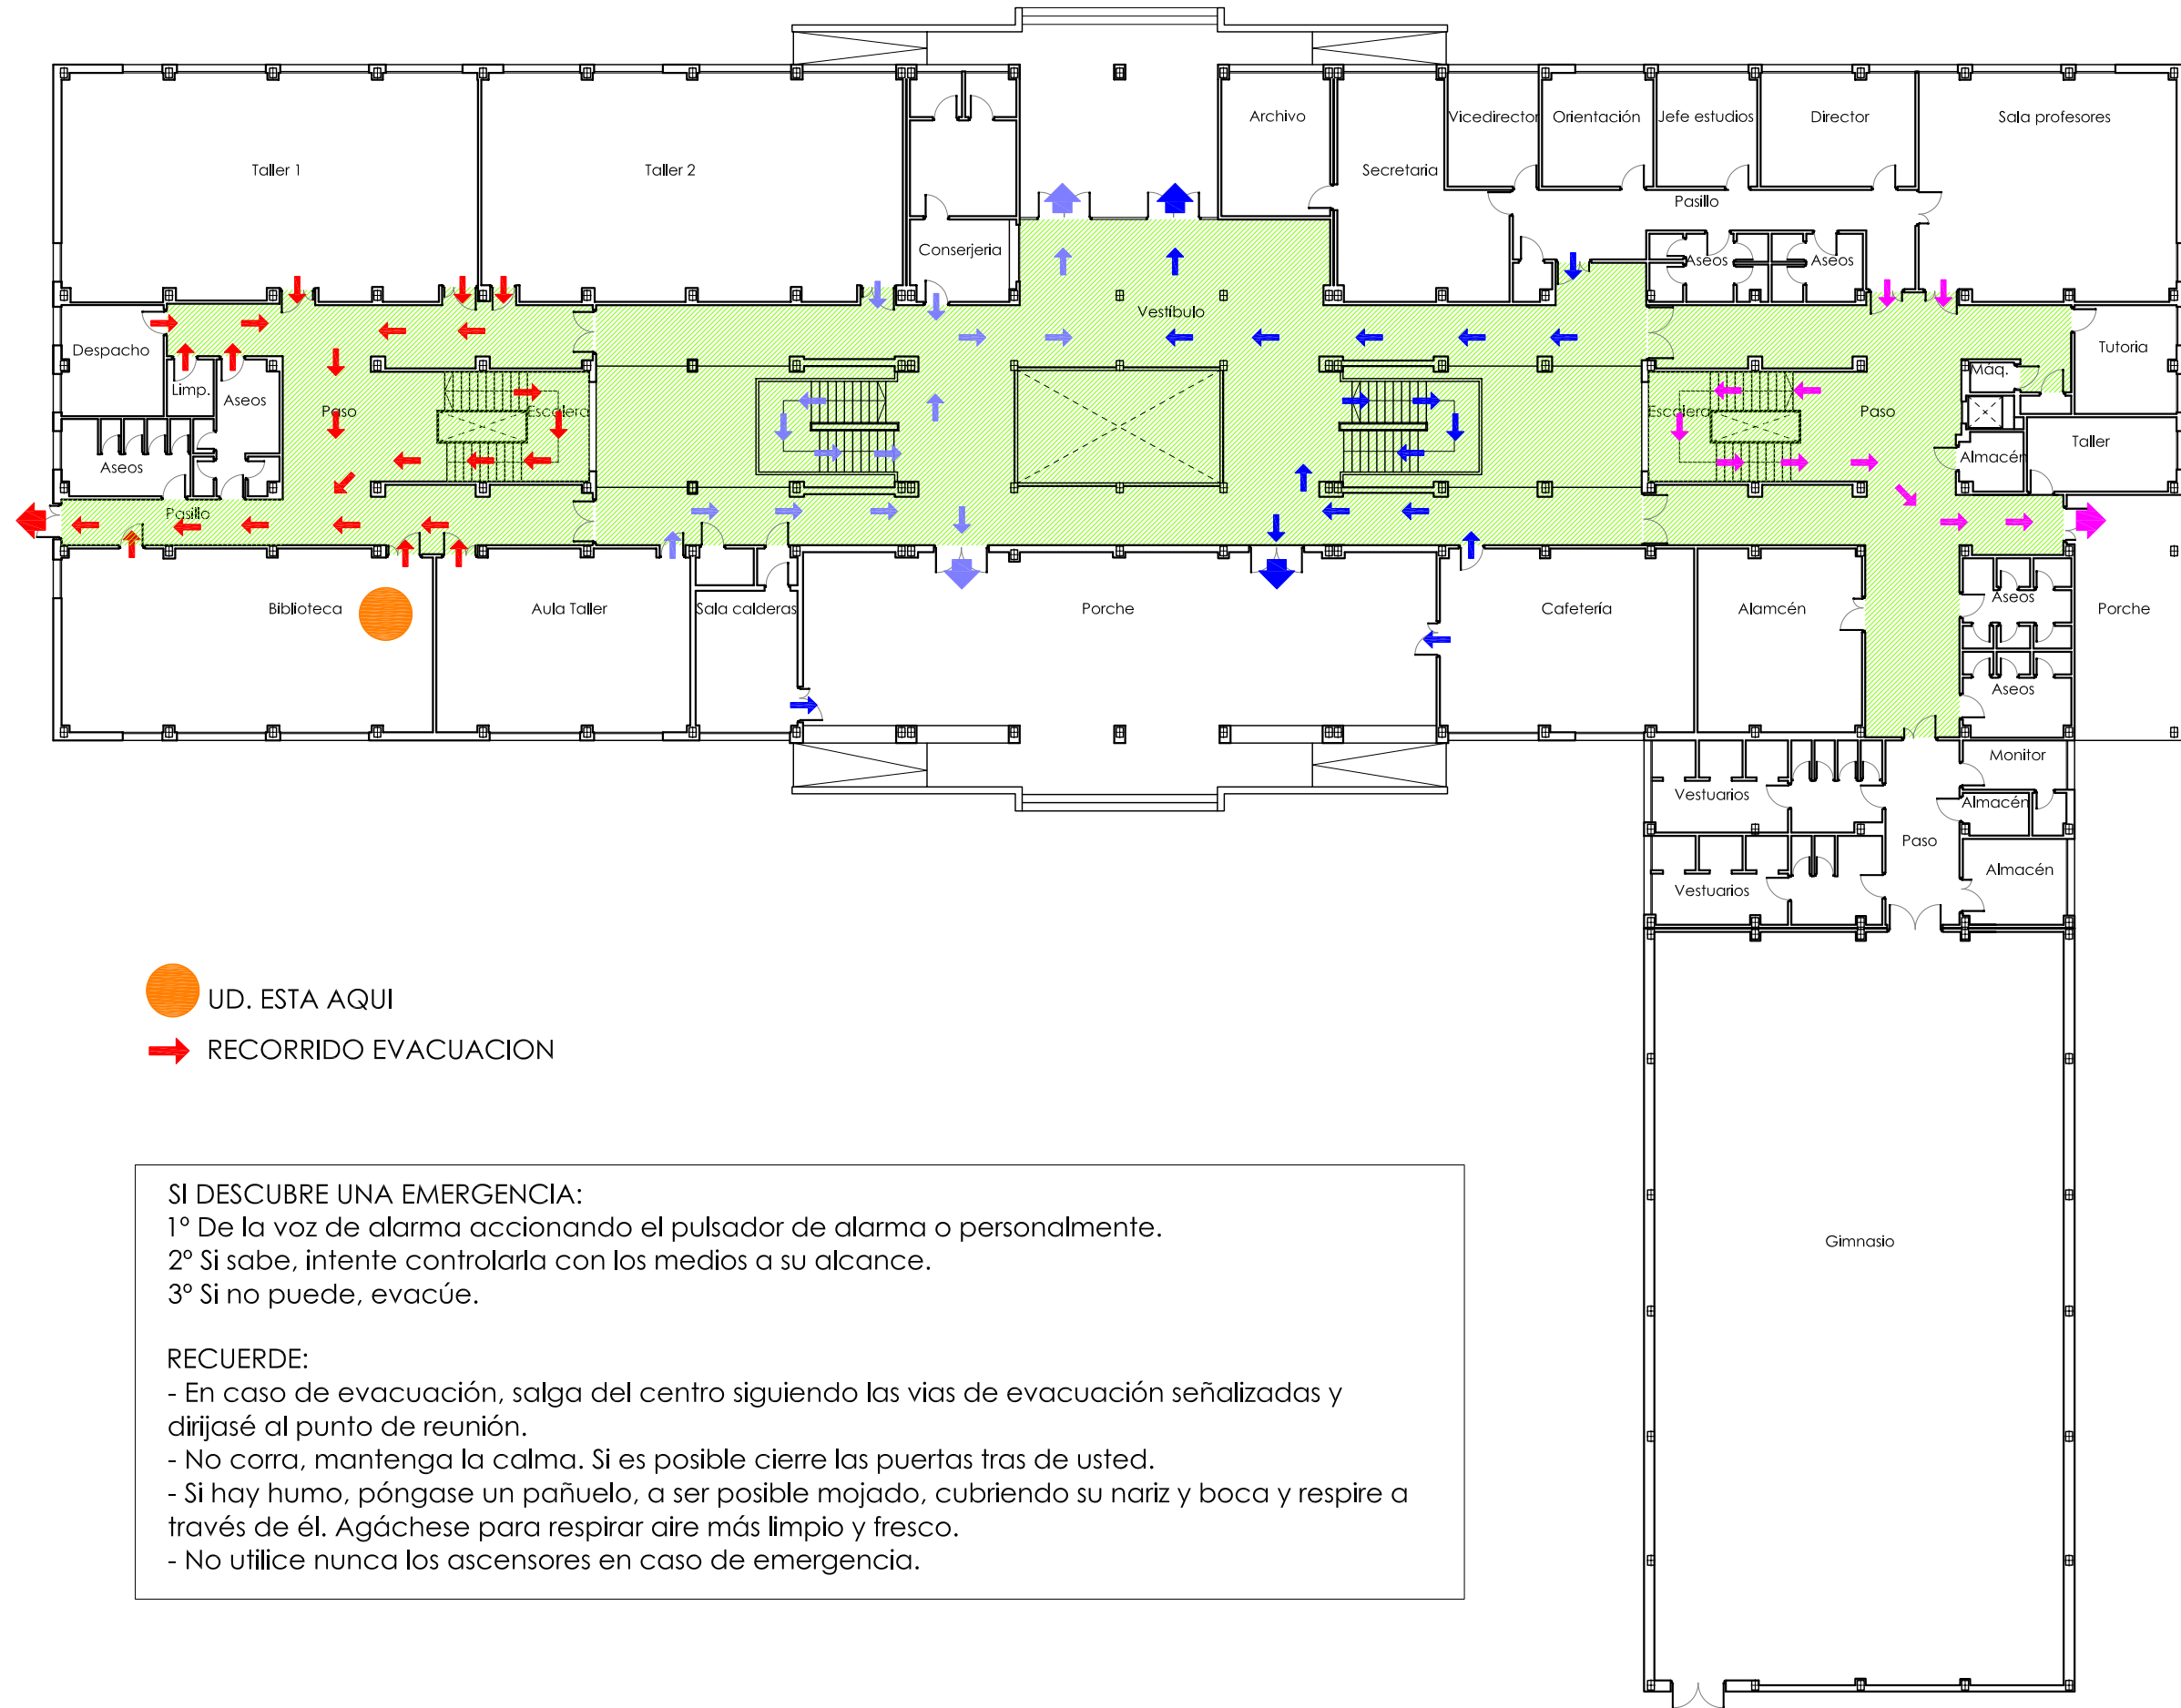 Archivo
Vicedirector
Orientación
Jefe estudios
Director
Sala profesores
Taller 1
Taller 2
Secretaria
Pasillo
Conserjeria
Aseos
Aseos
Vestíbulo
Despacho
Tutoria
Limp.
Aseos
Máq.
Paso
Escalera
Escalera
Paso
Taller
Aseos
Almacén
Pasillo
Biblioteca
Aula Taller
Sala calderas
Porche
Cafetería
Alamcén
Aseos
Porche
Aseos
Monitor
Vestuarios
Almacén
Paso
Almacén
Vestuarios
UD. ESTA AQUI
RECORRIDO EVACUACION
SI DESCUBRE UNA EMERGENCIA:
1º De la voz de alarma accionando el pulsador de alarma o personalmente.
2º Si sabe, intente controlarla con los medios a su alcance.
3º Si no puede, evacúe.
RECUERDE:
- En caso de evacuación, salga del centro siguiendo las vias de evacuación señalizadas y
dirijasé al punto de reunión.
- No corra, mantenga la calma. Si es posible cierre las puertas tras de usted.
- Si hay humo, póngase un pañuelo, a ser posible mojado, cubriendo su nariz y boca y respire a
través de él. Agáchese para respirar aire más limpio y fresco.
- No utilice nunca los ascensores en caso de emergencia.
Gimnasio